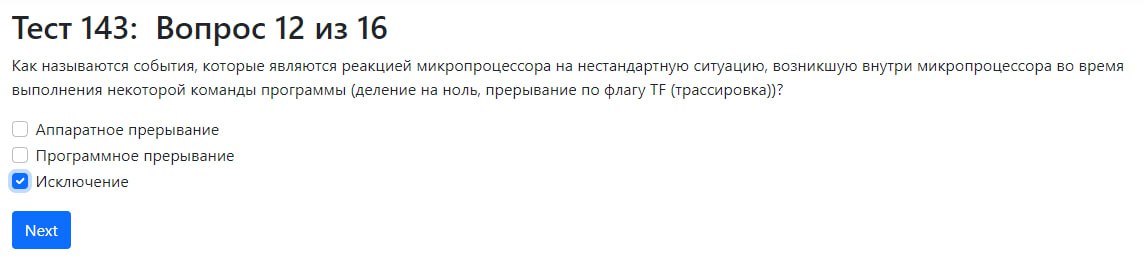 Тест 143: Вопрос 12 из 16
Как называются события, которые являются реакцией микропроцессора на нестандартную ситуацию, возникшую внутри микропроцессора во время
выполнения некоторой команды программы (деление на ноль, прерывание по флагу TF (трассировка))?
Аппаратное прерывание
Программное прерывание
Исключение
Next